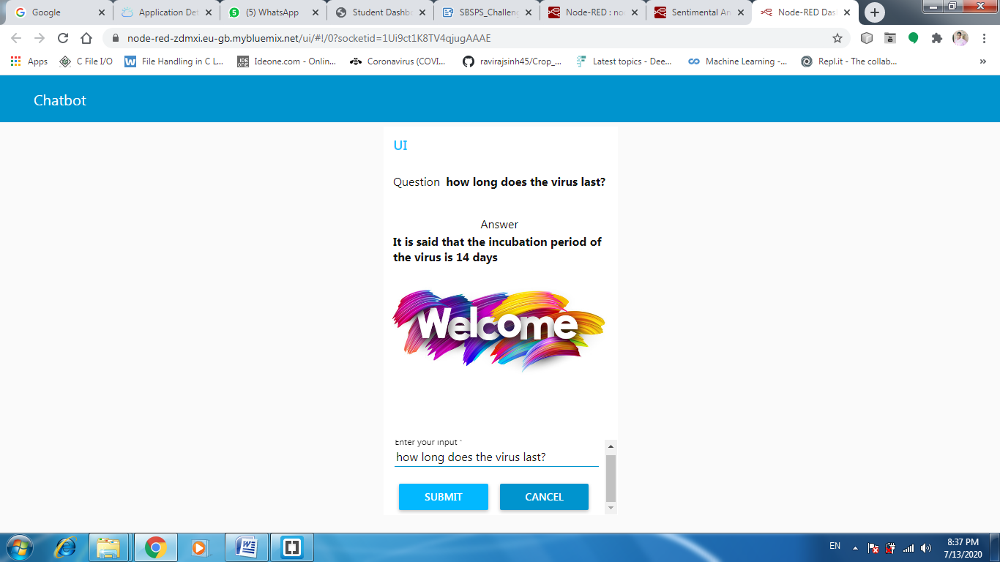 Google
Application Det
(5) WhatsApp
Student Dashbo
SBSPS_Challeng
Node-RED : nod
Sentimental An
Node-RED Das
node-red-zdmxi.eu-gb.mybluemix.net/ui/#!/0?socketid=1Ui9ct1K8TV4qjugAAAE
Apps
C File I/O
File Handling in C L...
Ideone.com - Onlin...
Coronavirus (COVI...
ravirajsinh45/Crop_...
Latest topics - Dee...
Machine Learning -...
Repl.it - The collab...
»
Chatbot
UI
Question how long does the virus last?
Answer
It is said that the incubation period of
the virus is 14 days
Welcome
Enter your input *
how long does the virus last?
SUBMIT CANCEL
EN
8:37 PM
7/13/2020